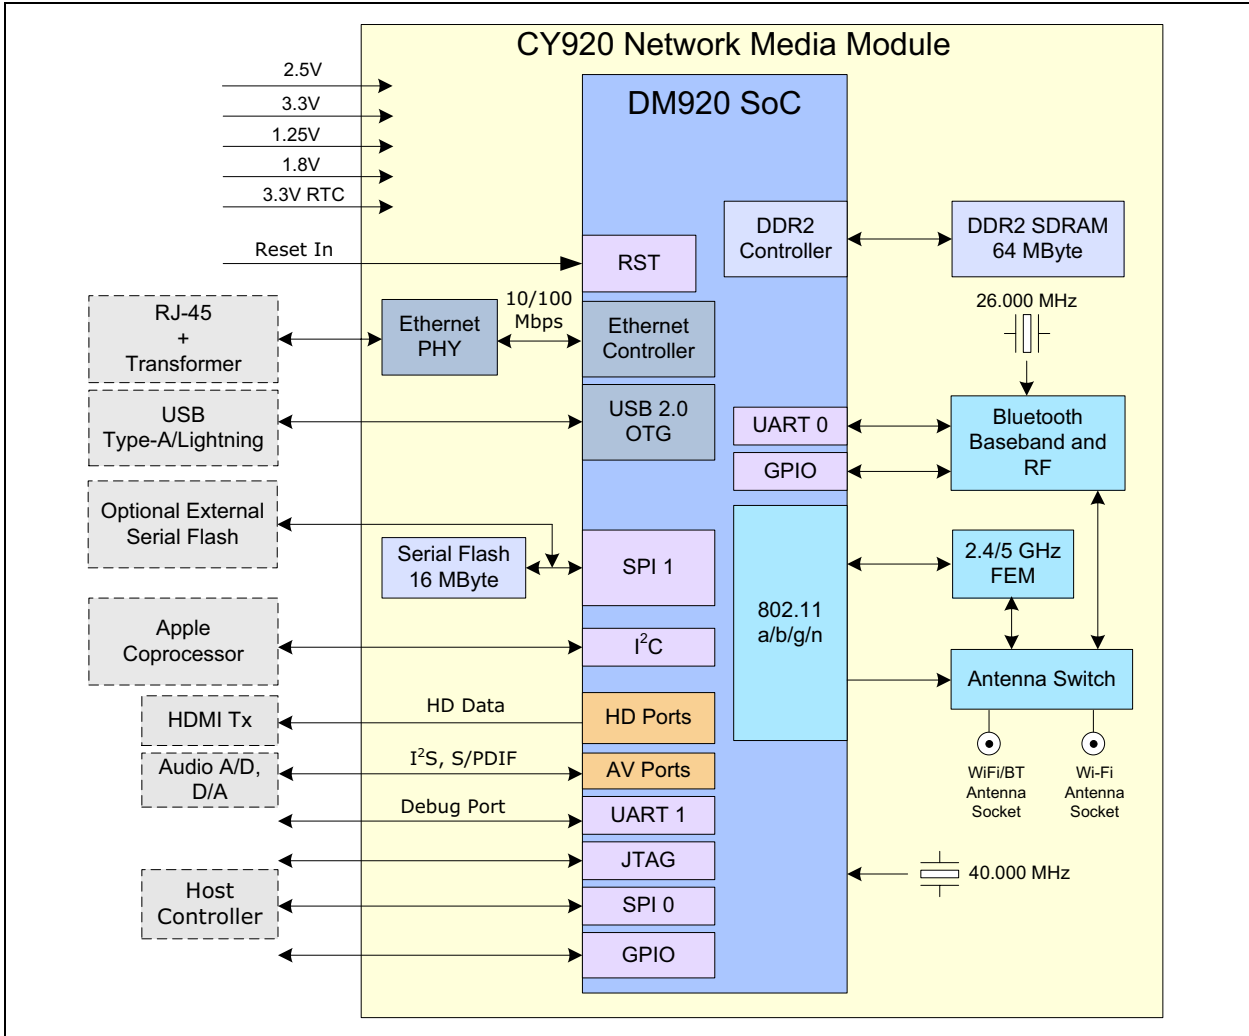 CY920 Network Media Module
DM920 SoC
2.5V
3.3V
1.25V
1.8V
3.3V RTC
Reset In
RST
DDR2
Controller
DDR2 SDRAM
64 MByte
26.000 MHz
RJ-45
+
Transformer
Ethernet
PHY
10/100
Mbps
Ethernet
Controller
USB
Type-A/Lightning
USB 2.0
OTG
UART 0
GPIO
Bluetooth
Baseband and
RF
Optional External
Serial Flash
Serial Flash
16 MByte
SPI 1
802.11
a/b/g/n
2.4/5 GHz
FEM
Apple
Coprocessor
I²C
Antenna Switch
HDMI Tx
HD Data
HD Ports
Audio A/D,
D/A
I²S, S/PDIF
AV Ports
WiFi/BT
Antenna
Socket
Wi-Fi
Antenna
Socket
Debug Port
UART 1
JTAG
40.000 MHz
Host
Controller
SPI 0
GPIO